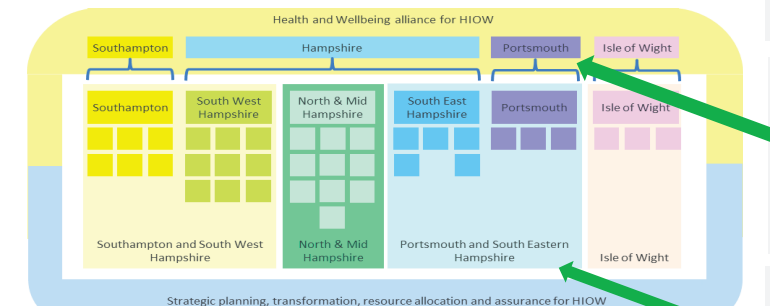 Health and Wellbeing alliance for HIOW
Southampton
Hampshire
Portsmouth
Isle of Wight
Southampton
South West
Hampshire
North & Mid
Hampshire
South East
Hampshire
Portsmouth
Isle of Wight
Southampton and South West
Hampshire
North & Mid
Hampshire
Portsmouth and South Eastern
Hampshire
Isle of Wight
Strategic planning, transformation, resource allocation and assurance for HIOW